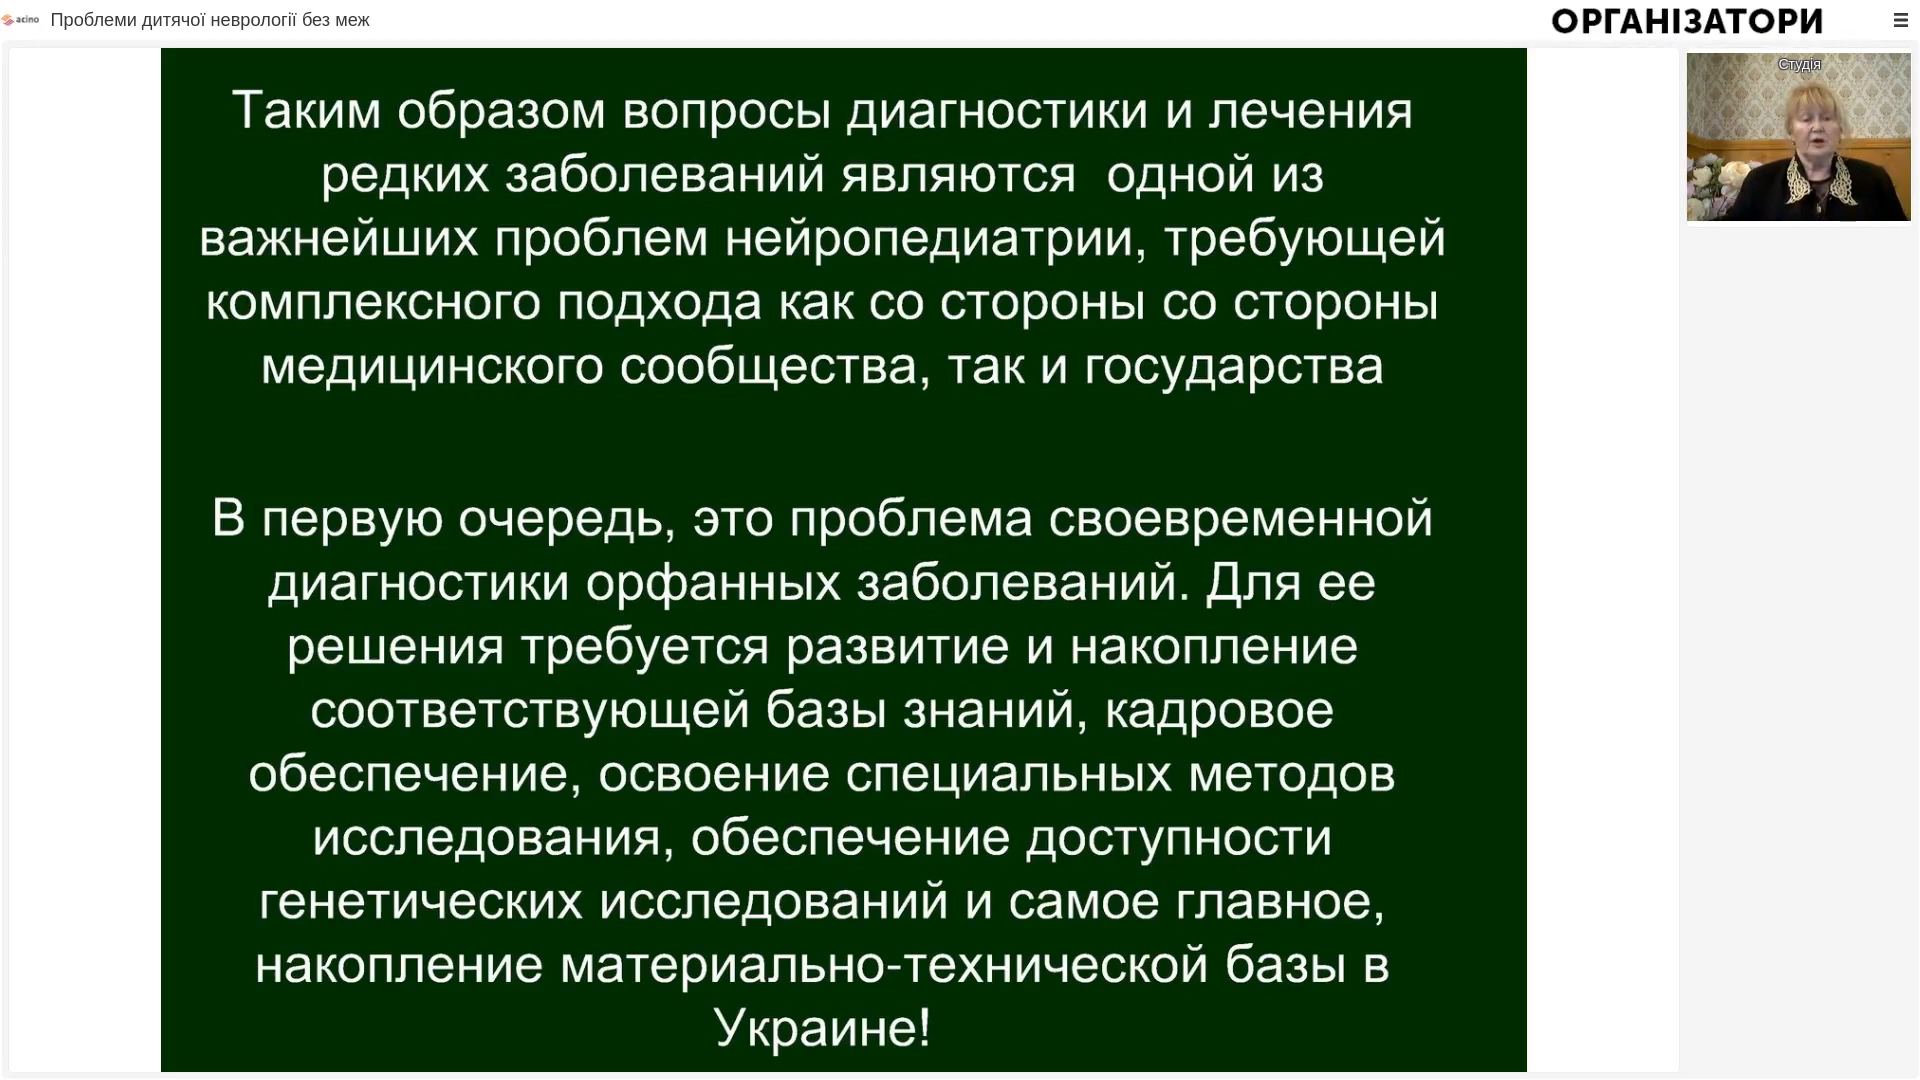 acino
Проблеми дитячої неврології без меж
ОРГАНІЗАТОРИ
Студія
Таким образом вопросы диагностики и лечения
редких заболеваний являются одной из
важнейших проблем нейропедиатрии, требующей
комплексного подхода как со стороны со стороны
медицинского сообщества, так и государства
В первую очередь, это проблема своевременной
диагностики орфанных заболеваний. Для ее
решения требуется развитие и накопление
соответствующей базы знаний, кадровое
обеспечение, освоение специальных методов
исследования, обеспечение доступности
генетических исследований и самое главное,
накопление материально-технической базы в
Украине!